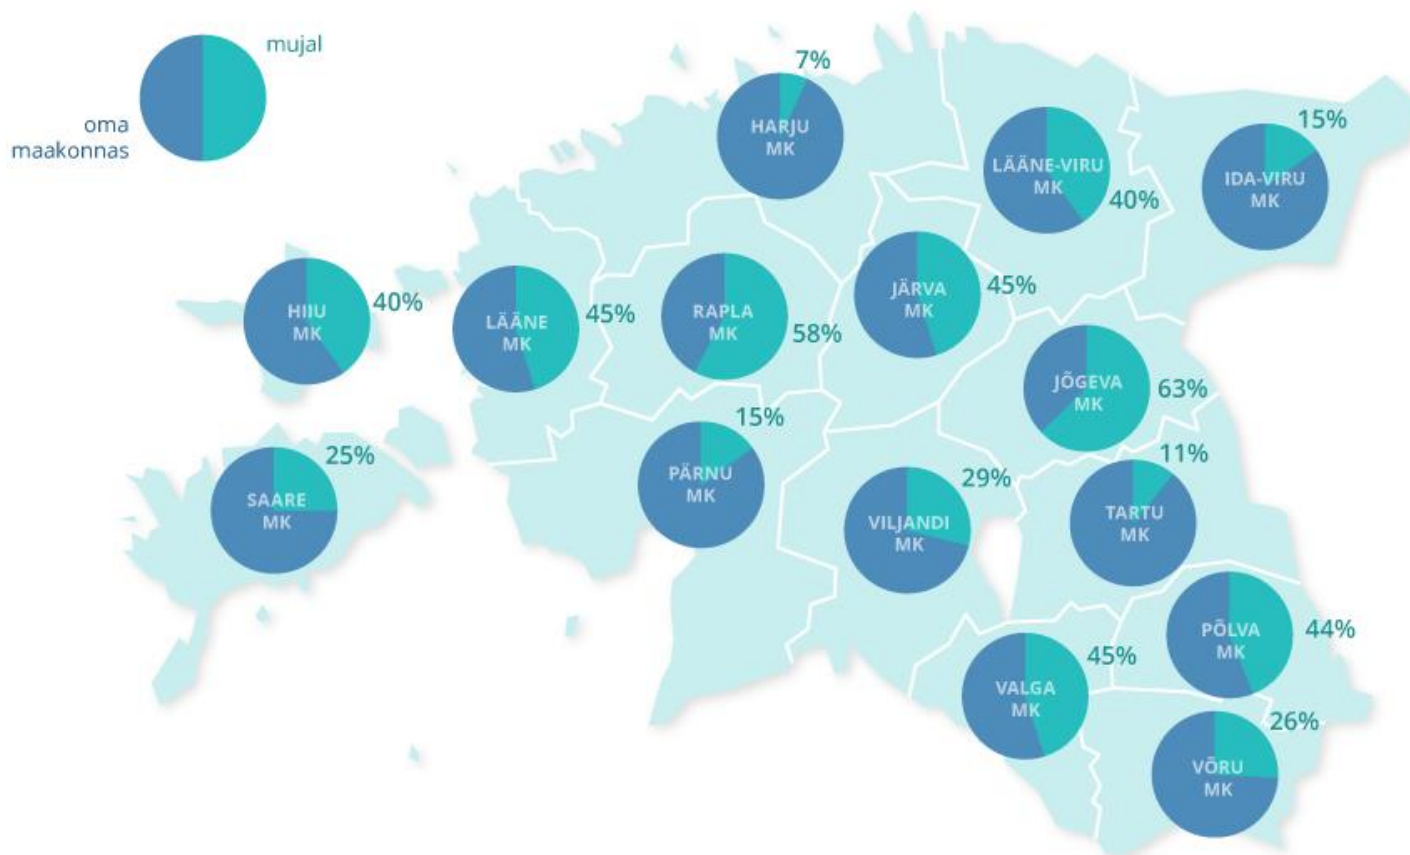 mujal
oma
maakonnas
7%
HARJU
MK
LÄÄNE-VIRU
MK
40%
15%
IDA-VIRU
MK
HIIU
MK
40%
LÄÄNE
MK
45%
RAPLA
MK
58%
JÄRVA
MK
45%
JÕGEVA
MK
63%
SAARE
MK
25%
PÄRNU
MK
15%
VILJANDI
MK
29%
11%
TARTU
MK
PÕLVA
MK
44%
VALGA
MK
45%
26%
VÕRU
MK